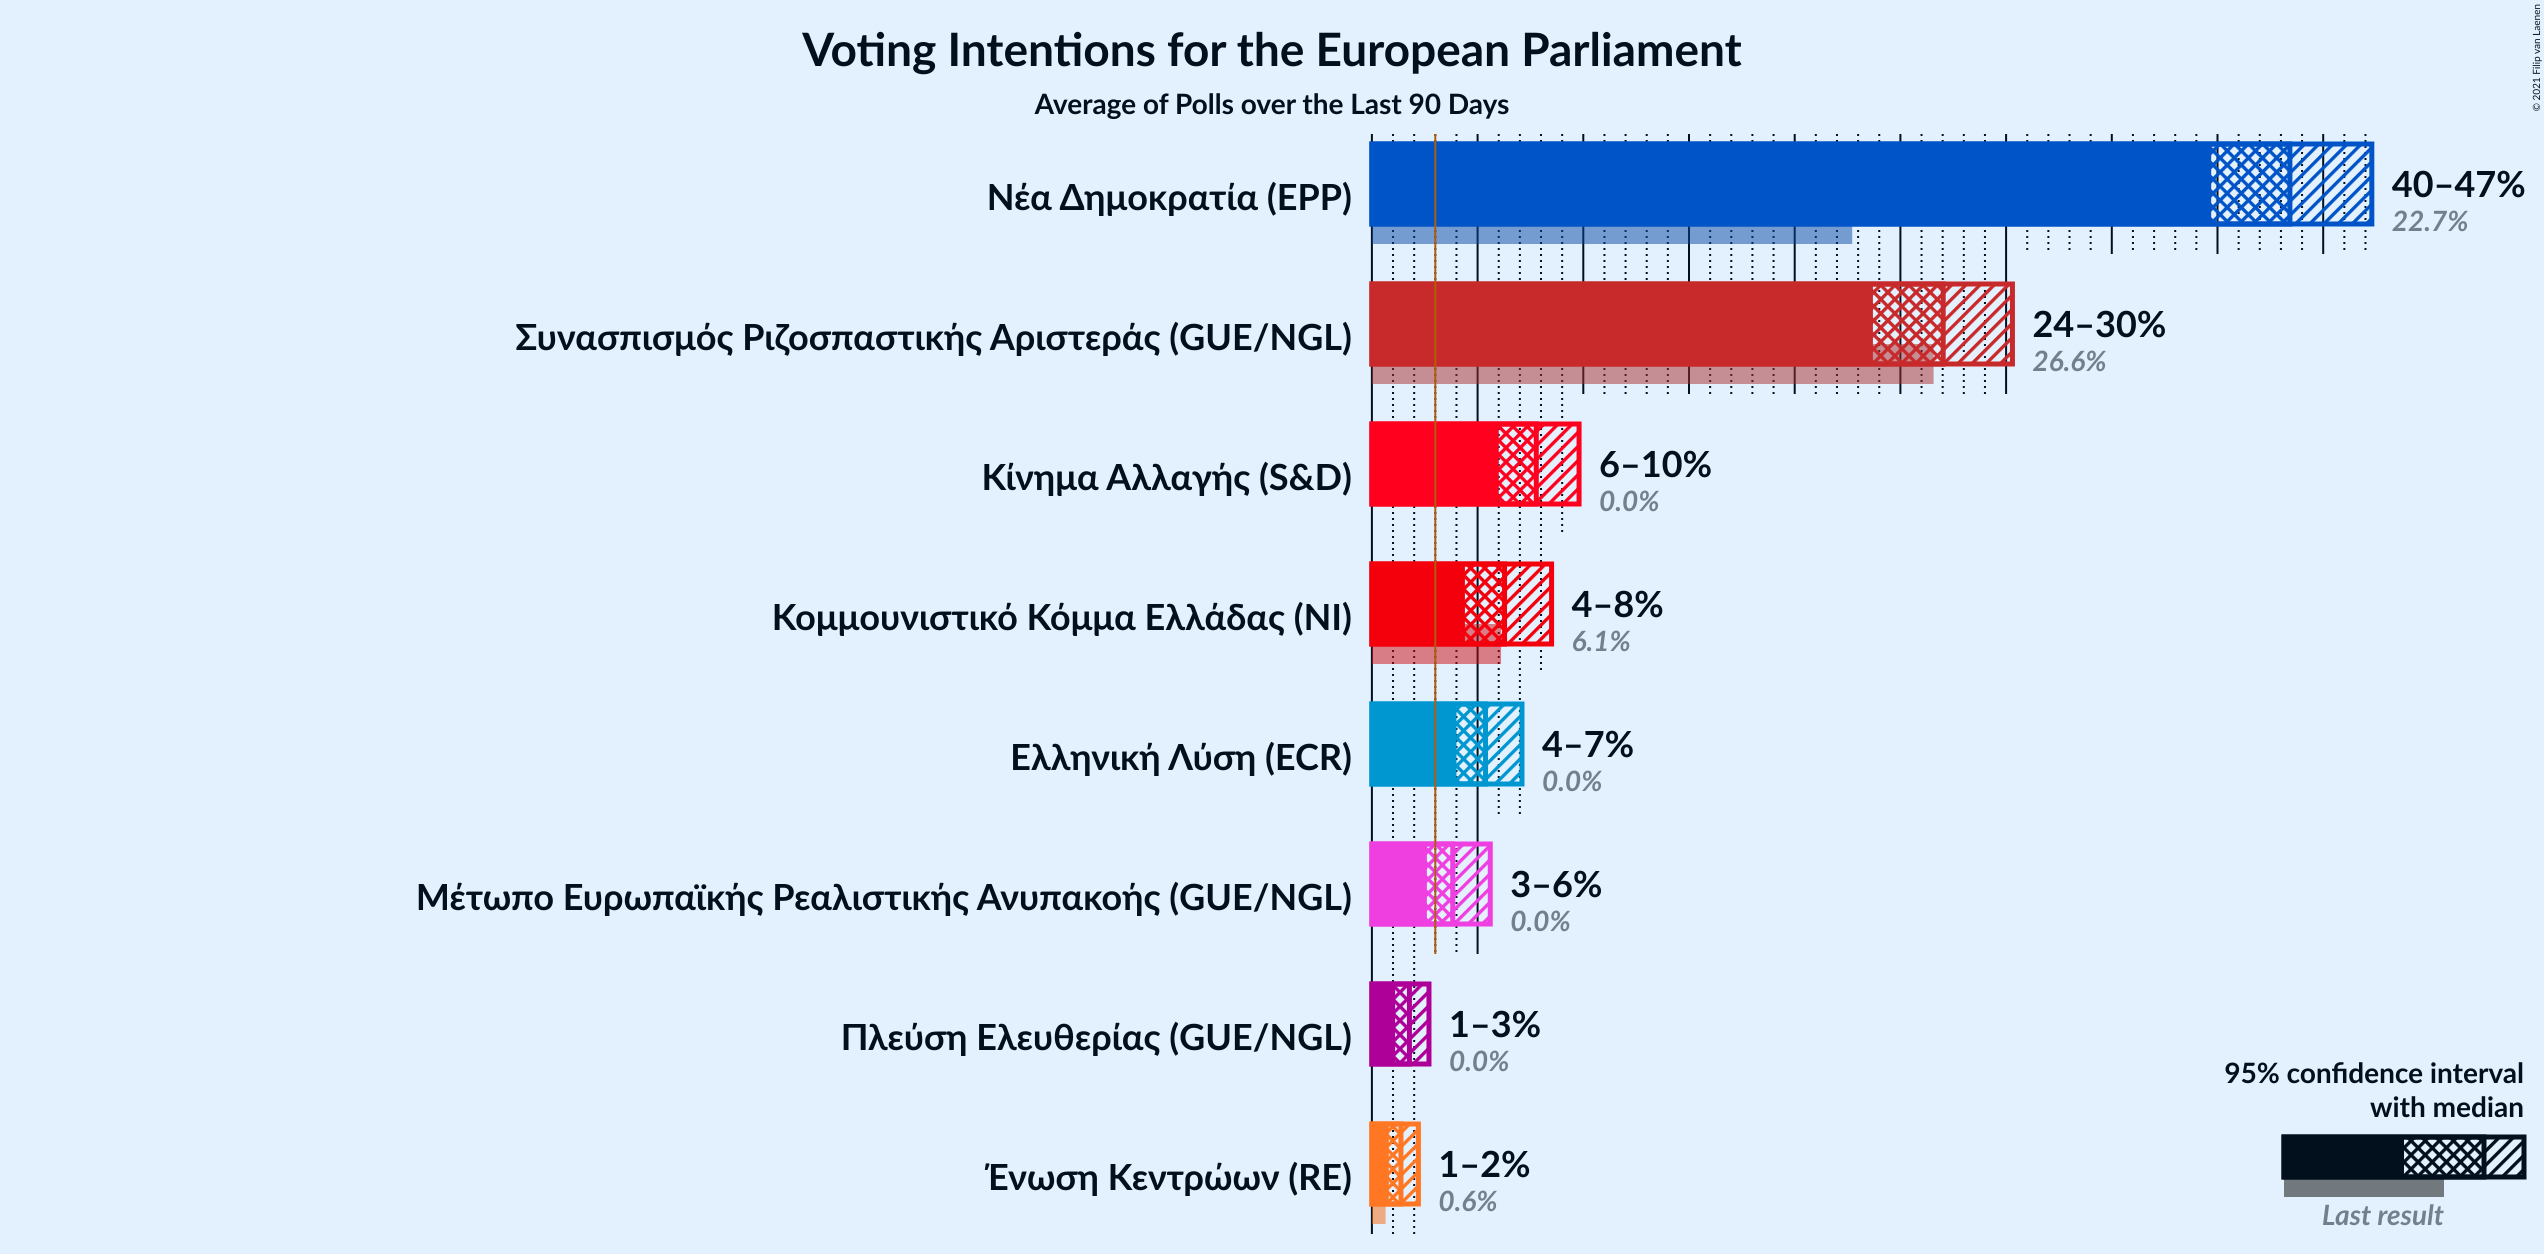 Voting Intentions for the European Parliament
Average of Polls over the Last 90 Days
© 2021 Filip van Laenen
Νέα Δημοκρατία (EPP)
40–47%
22.7%
Συνασπισμός Ριζοσπαστικής Αριστεράς (GUE/NGL)
24–30%
26.6%
Κίνημα Αλλαγής (S&D)
6–10%
0.0%
Κομμουνιστικό Κόμμα Ελλάδας (NI)
4–8%
6.1%
Ελληνική Λύση (ECR)
4–7%
0.0%
Μέτωπο Ευρωπαϊκής Ρεαλιστικής Ανυπακοής (GUE/NGL)
3–6%
0.0%
Πλεύση Ελευθερίας (GUE/NGL)
1–3%
0.0%
Ένωση Κεντρώων (RE)
1–2%
0.6%
95% confidence interval
with median
Last result